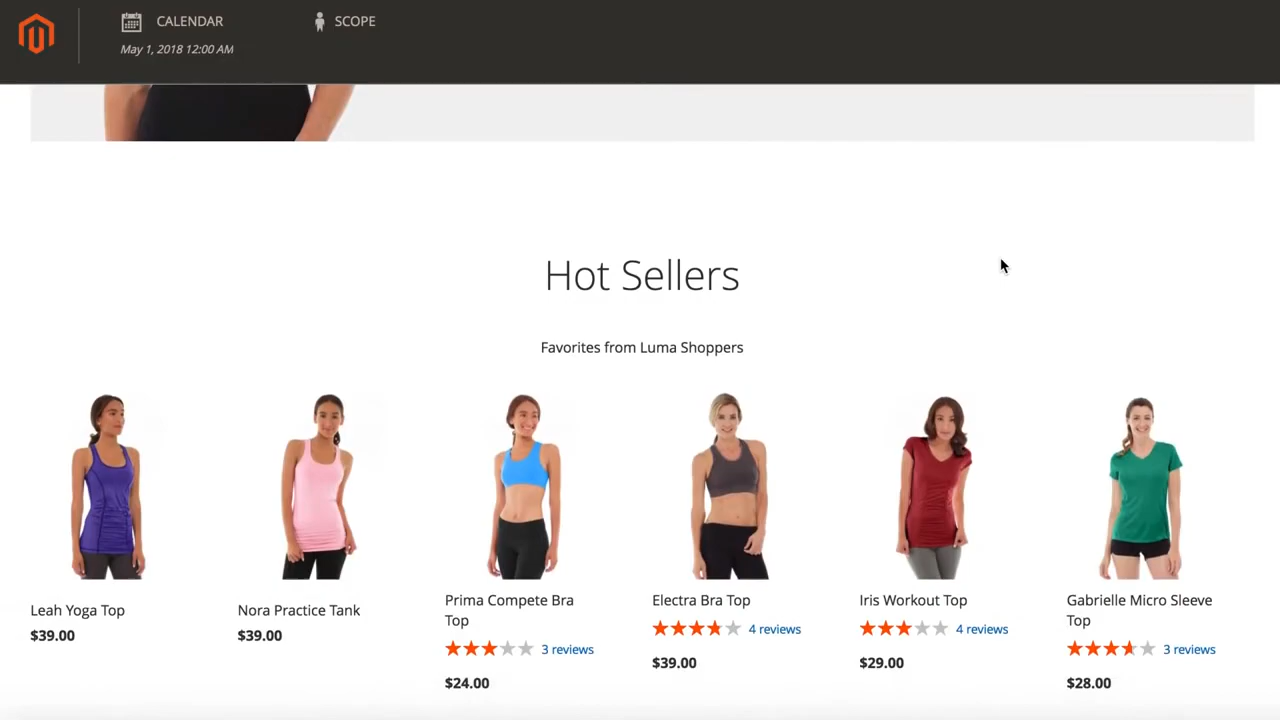 CALENDAR
SCOPE
May 1, 2018 12:00 AM
Hot Sellers
Favorites from Luma Shoppers
Leah Yoga Top
$39.00
Nora Practice Tank
$39.00
Prima Compete Bra
Top
3 reviews
$24.00
Electra Bra Top
4 reviews
$39.00
Iris Workout Top
4 reviews
$29.00
Gabrielle Micro Sleeve
Top
3 reviews
$28.00